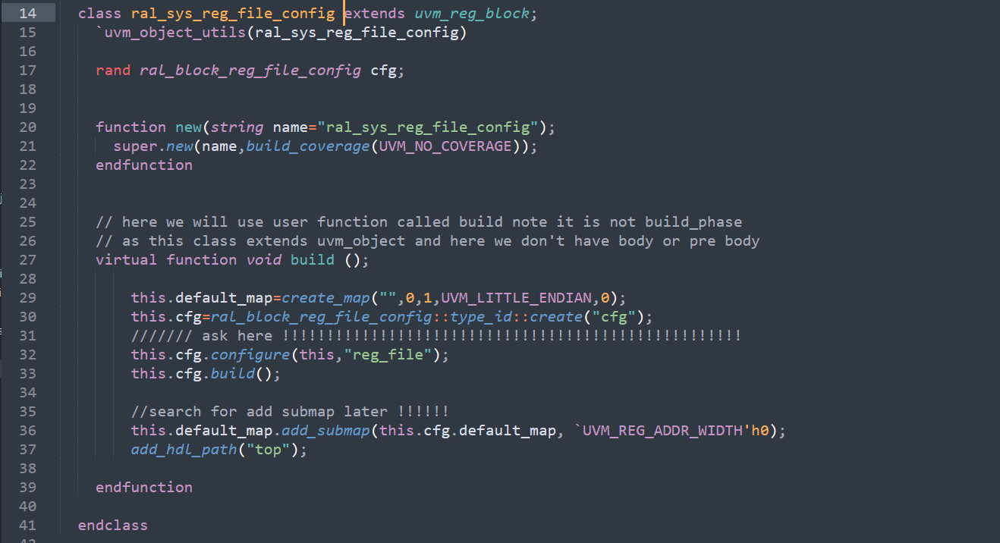 14 class ral_sys_reg_file_config extends uvm_reg_block;
15 `uvm_object_utils(ral_sys_reg_file_config)
16
17 rand ral_block_reg_file_config cfg;
18
19
20 function new(string name="ral_sys_reg_file_config");
21 super.new(name,build_coverage(UVM_NO_COVERAGE));
22 endfunction
23
24
25 // here we will use user function called build note it is not build_phase
26 // as this class extends uvm_object and here we don't have body or pre body
27 virtual function void build ();
28
29 this.default_map=create_map("",0,1,UVM_LITTLE_ENDIAN,0);
30 this.cfg=ral_block_reg_file_config::type_id::create("cfg");
31 /////// ask here !!!!!!!!!!!!!!!!!!!!!!!!!!!!!!!!!!!!!!!!!!!!!!!!!!!!
32 this.cfg.configure(this,"reg_file");
33 this.cfg.build();
34
35 //search for add submap later !!!!!!
36 this.default_map.add_submap(this.cfg.default_map, `UVM_REG_ADDR_WIDTH'h0);
37 add_hdl_path("top");
38
39 endfunction
40
41 endclass